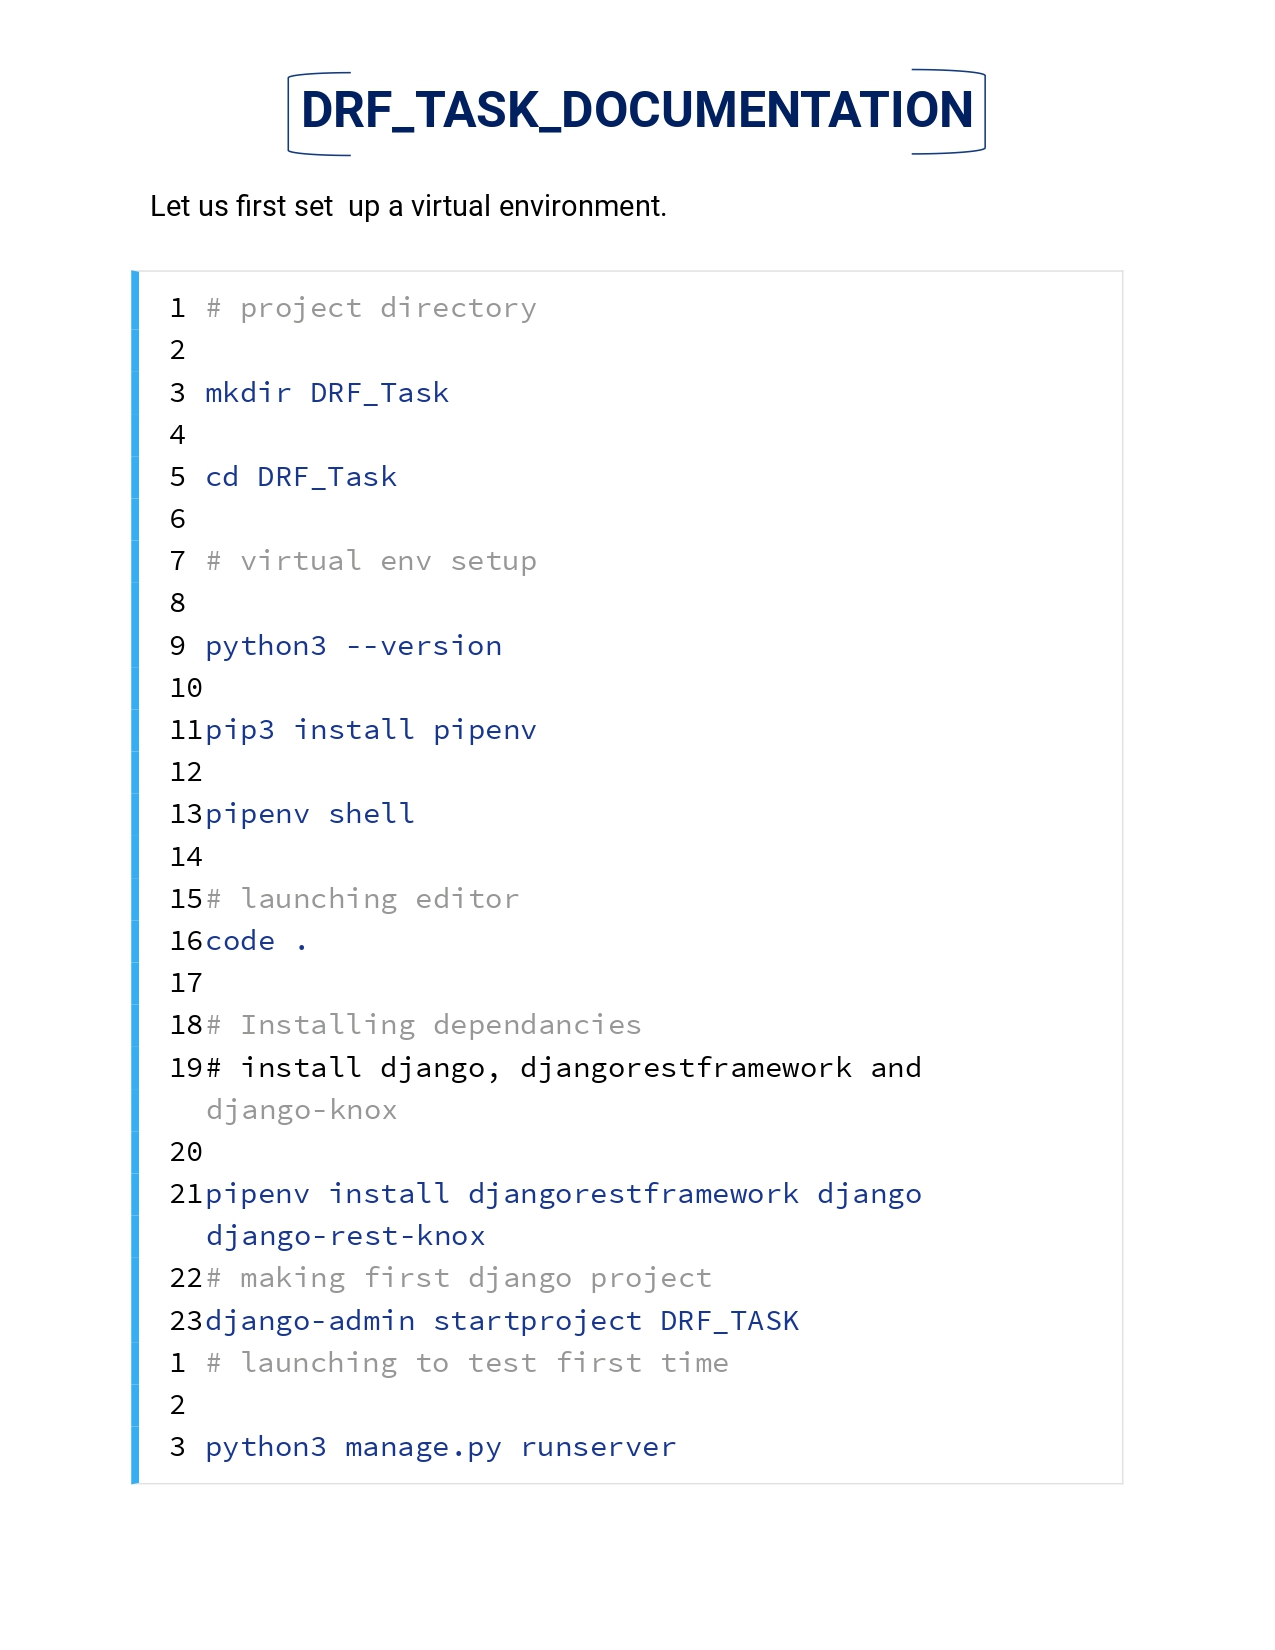 DRF_TASK_DOCUMENTATION
Let us first set  up a virtual environment.
1 # project directory
2
3 mkdir DRF_Task
4
5 cd DRF_Task
6
7 # virtual env setup
8
9 python3 --version
10
11pip3 install pipenv
12
13pipenv shell
14
15# launching editor
16code .
17
18# Installing dependancies
19# install django, djangorestframework and
django-knox
20
21pipenv install djangorestframework django
django-rest-knox
22# making first django project
23django-admin startproject DRF_TASK
1 # launching to test first time
2
3 python3 manage.py runserver